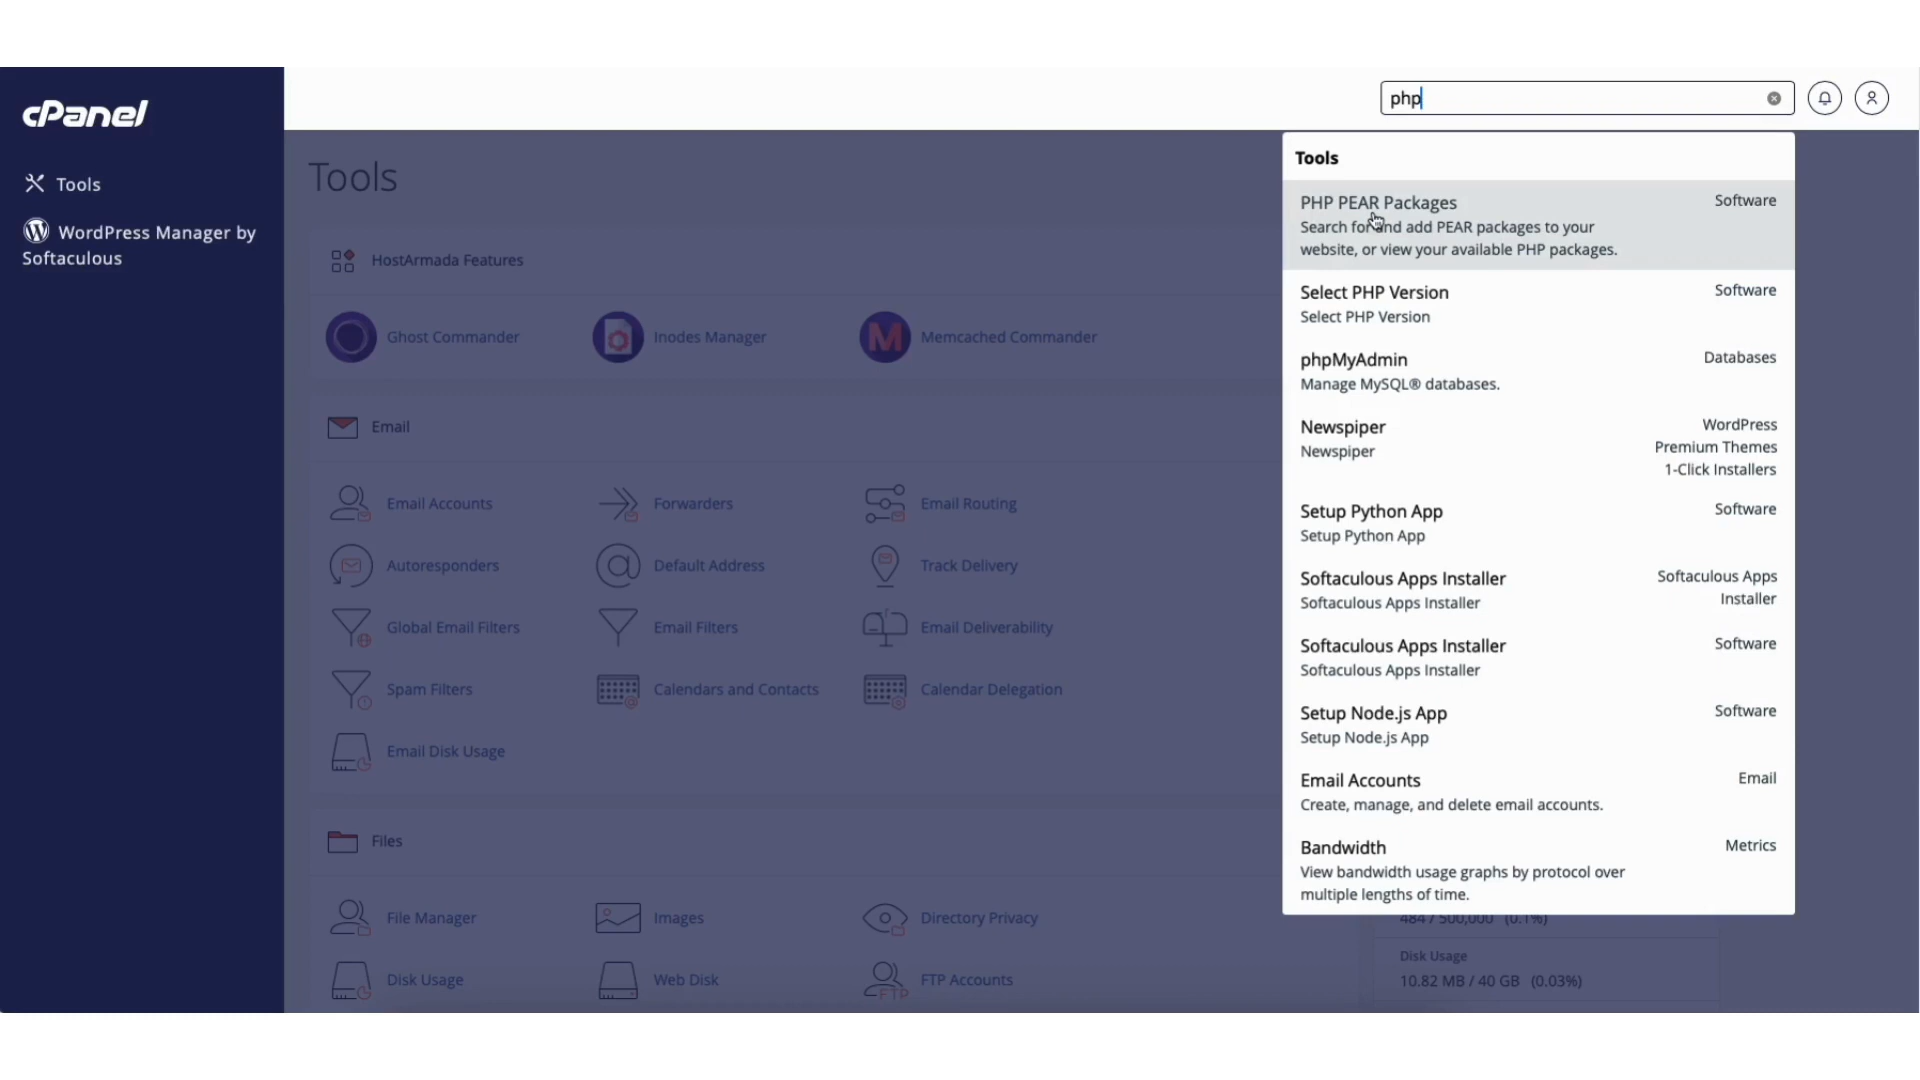 cPanel
php
Tools
WordPress Manager by
Softaculous
Tools
HostArmada Features
Ghost Commander
Inodes Manager
M
Memcached Commander
Email
Email Accounts
Forwarders
Email Routing
Autoresponders
Default Address
Track Delivery
Global Email Filters
Email Filters
Email Deliverability
Spam Filters
Calendars and Contacts
Calendar Delegation
Email Disk Usage
Files
File Manager
Images
Directory Privacy
Disk Usage
Web Disk
FTP
FTP Accounts
Tools
PHP PEAR Packages
Software
Search for and add PEAR packages to your
website, or view your available PHP packages.
Select PHP Version
Software
Select PHP Version
phpMyAdmin
Databases
Manage MySQL® databases.
Newspiper
WordPress
Newspiper
Premium Themes
1-Click Installers
Setup Python App
Software
Setup Python App
Softaculous Apps Installer
Softaculous Apps
Softaculous Apps Installer
Installer
Softaculous Apps Installer
Software
Softaculous Apps Installer
Setup Node.js App
Software
Setup Node.js App
Email Accounts
Email
Create, manage, and delete email accounts.
Bandwidth
Metrics
View bandwidth usage graphs by protocol over
multiple lengths of time.
484 / 500,000 (0.1%)
Disk Usage
10.82 MB / 40 GB (0.03%)